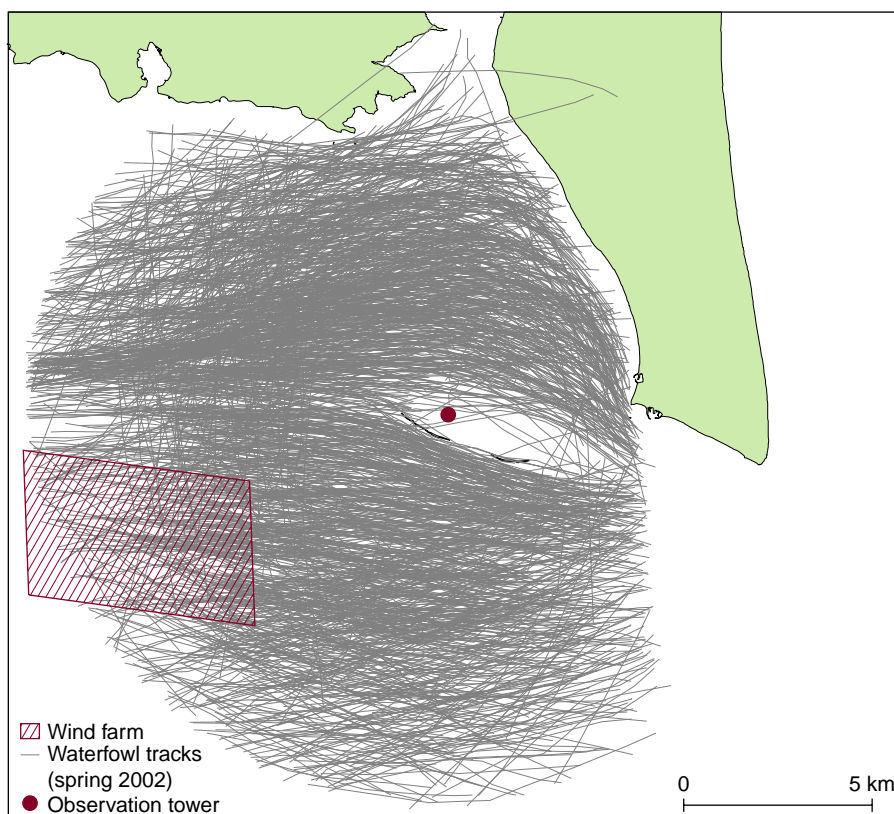 Wind farm
Waterfowl tracks
(spring 2002)
Observation tower
0 5 km